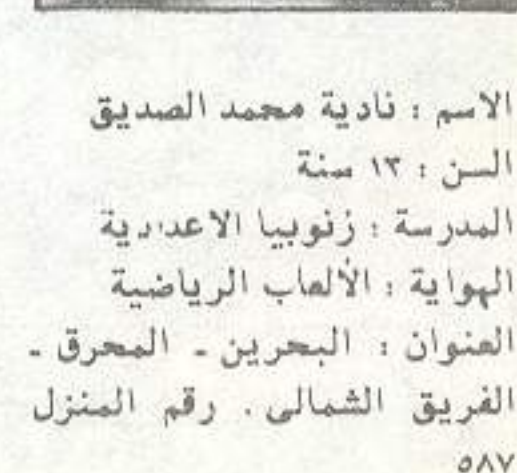 الاسم : نادية محمد الصديق
السن : ١٣ سنة
المدرسة : زنوبيا الاعدادية
الهواية : الألعاب الرياضية
العنوان : البحرين - المحرق -
الفريق الشمالى . رقم المنزل
٥٨٧